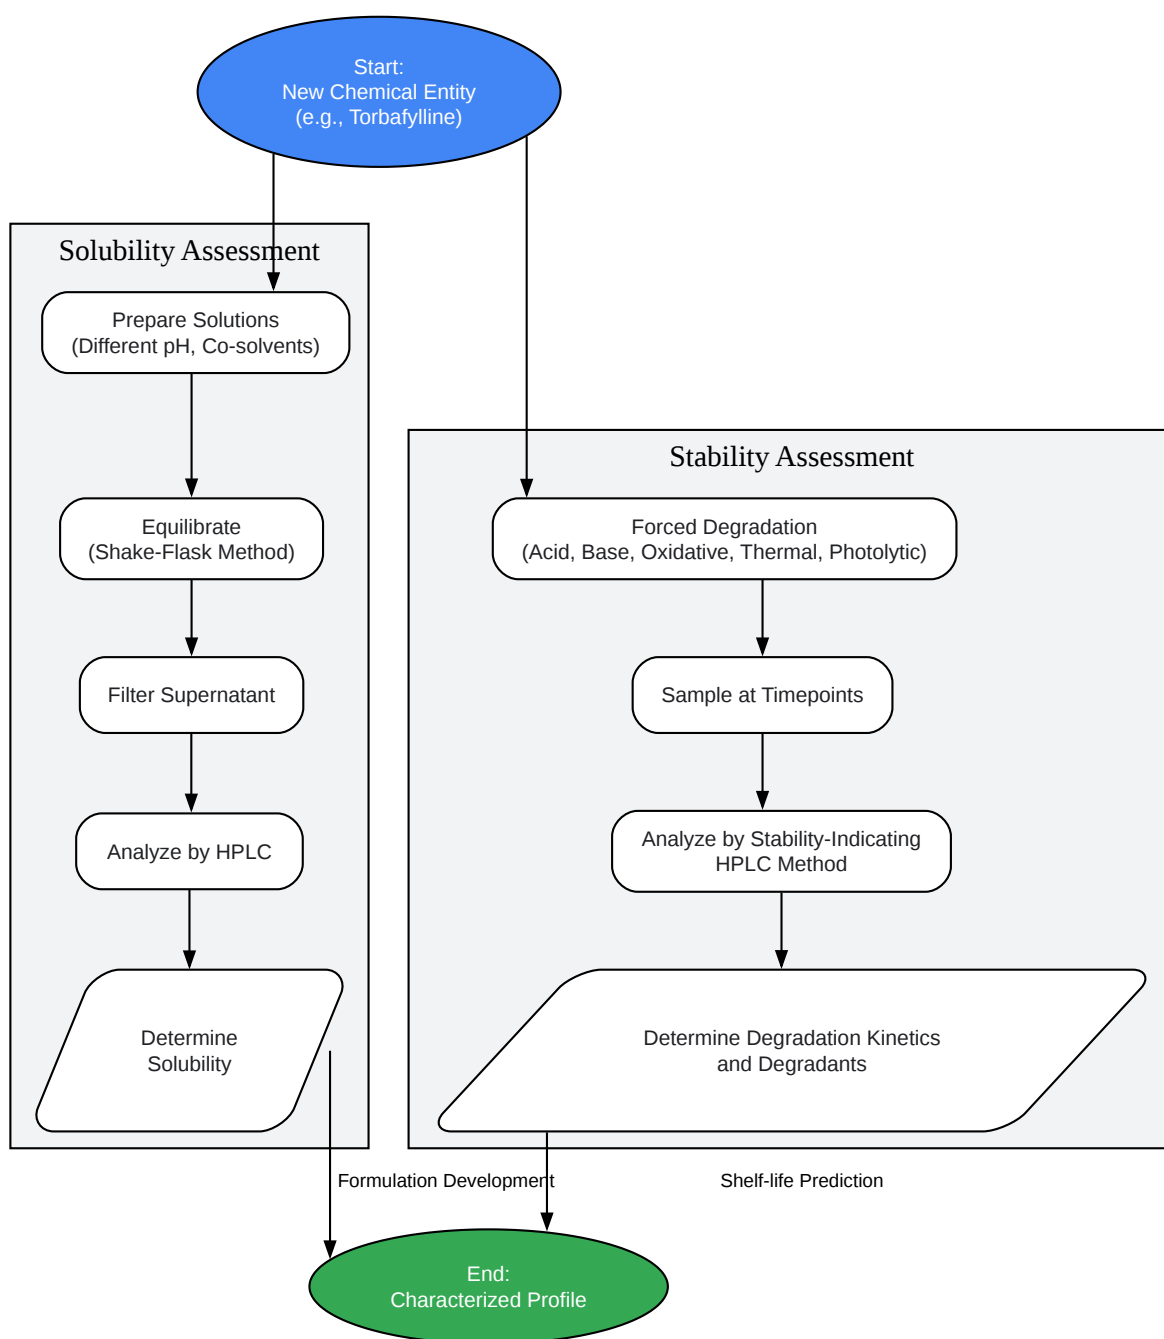 Start:
New Chemical Entity
(e.g., Torbafylline)
Solubility Assessment
Prepare Solutions
(Different pH, Co-solvents)
Equilibrate
(Shake-Flask Method)
Filter Supernatant
Analyze by HPLC
Determine
Solubility
Stability Assessment
Forced Degradation
(Acid, Base, Oxidative, Thermal, Photolytic)
Sample at Timepoints
Analyze by Stability-Indicating
HPLC Method
Determine Degradation Kinetics
and Degradants
Formulation Development
Shelf-life Prediction
End:
Characterized Profile